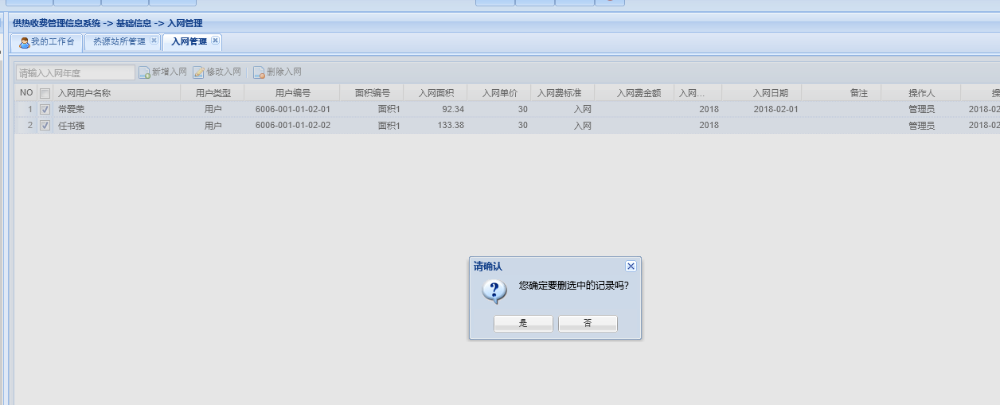 供热收费管理信息系统 -> 基础信息 -> 入网管理
我的工作台 热源站所管理 入网管理
请输入入网年度 新增入网 修改入网 删除入网
NO 入网用户名称 用户类型 用户编号 面积编号 入网面积 入网单价 入网费标准 入网费金额 入网... 入网日期 备注 操作人
1 常爱荣 用户 6006-001-01-02-01 面积1 92.34 30 入网 2018 2018-02-01 管理员 2018-02
2 任书强 用户 6006-001-01-02-02 面积1 133.38 30 入网 2018 管理员 2018-02
请确认
您确定要删选中的记录吗?
是 否